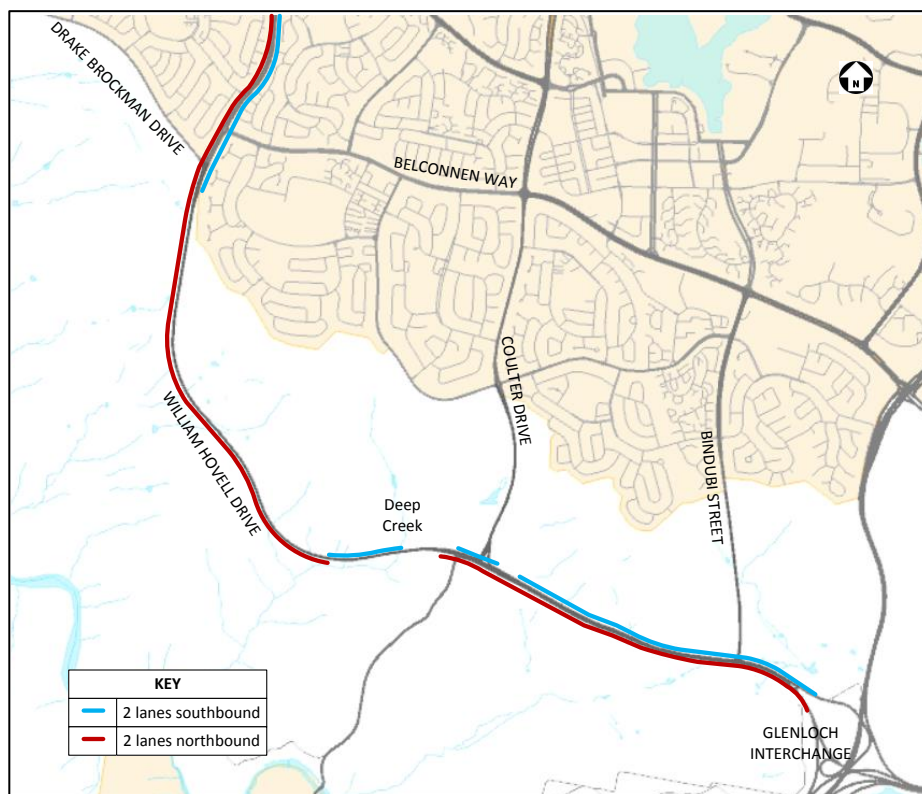 DRAKE BROCKMAN DRIVE
N
BELCONNEN WAY
COULTER DRIVE
WILLIAM HOVELL DRIVE
BINDUBI STREET
Deep
Creek
KEY
2 lanes southbound
2 lanes northbound
GLENLOCH
INTERCHANGE